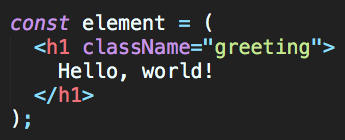 const element = (
  <h1 className="greeting">
    Hello, world!
  </h1>
);